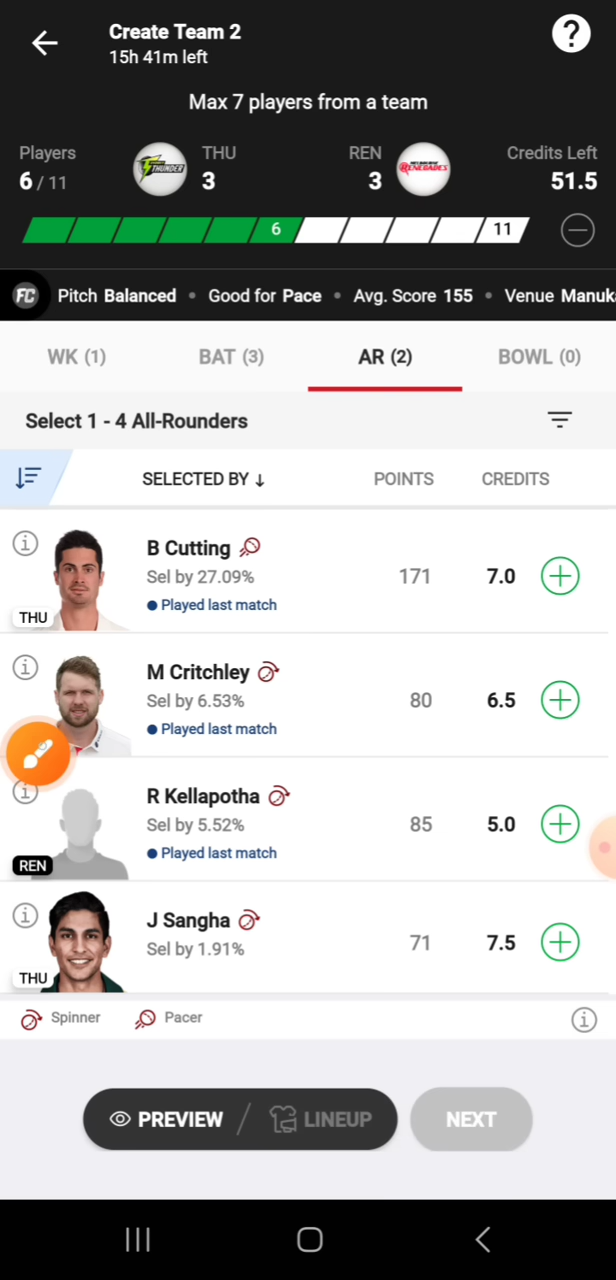 Create Team 2
15h 41m left
?
Max 7 players from a team
Players
6 / 11
THUNDER
THU
3
REN
3
RENEGADES
Credits Left
51.5
6
11
FC Pitch Balanced • Good for Pace • Avg. Score 155 • Venue Manuka
WK (1)
BAT (3)
AR (2)
BOWL (0)
Select 1 - 4 All-Rounders
SELECTED BY ↓
POINTS
CREDITS
B Cutting
Sel by 27.09%
Played last match
THU
171
7.0
M Critchley
Sel by 6.53%
Played last match
80
6.5
R Kellapotha
Sel by 5.52%
Played last match
REN
85
5.0
J Sangha
Sel by 1.91%
THU
71
7.5
Spinner
Pacer
PREVIEW / LINEUP
NEXT